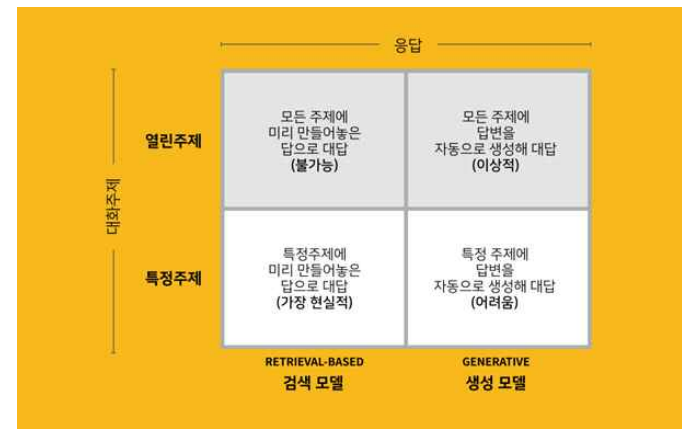 응답
대화주제
열린주제
모든 주제에
미리 만들어놓은
답으로 대답
(불가능)
모든 주제에
답변을
자동으로 생성해 대답
(이상적)
특정주제
특정주제에
미리 만들어놓은
답으로 대답
(가장 현실적)
특정 주제에
답변을
자동으로 생성해 대답
(어려움)
RETRIEVAL-BASED
검색 모델
GENERATIVE
생성 모델